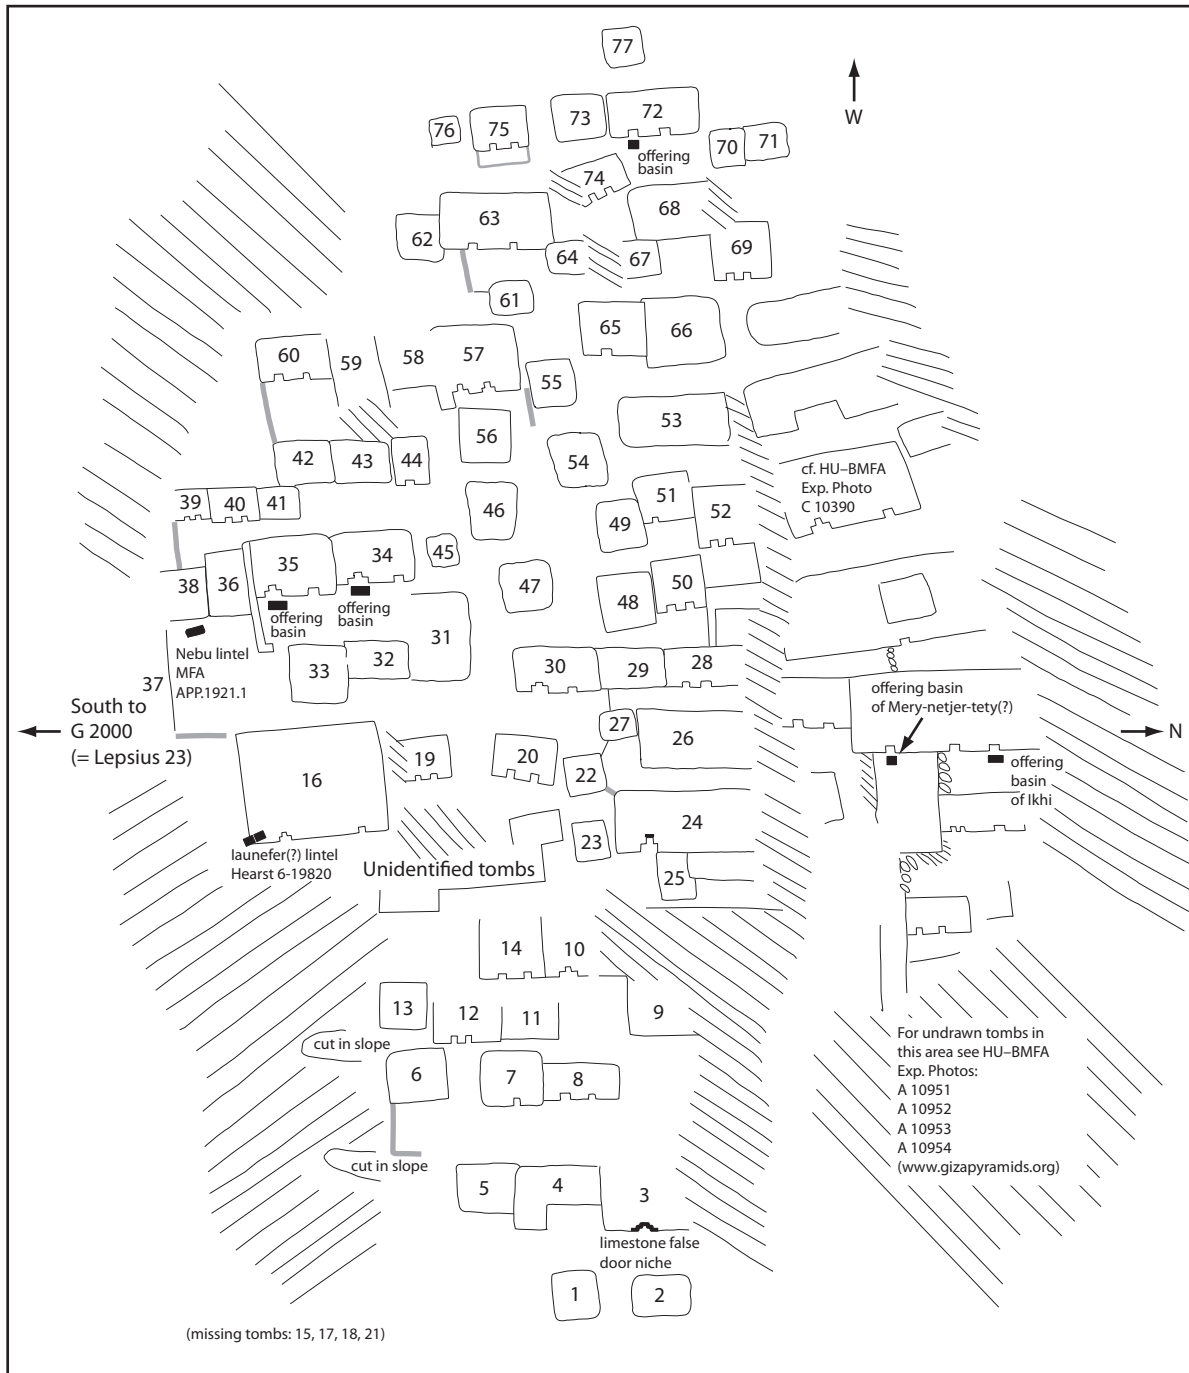 77
W
76
75
73
72
offering
basin
70
71
74
63
68
62
64
67
69
61
65
66
60
59
58
57
55
53
56
54
42
43
44
cf. HU–BMFA
Exp. Photo
C 10390
39
40
41
46
51
52
49
35
34
45
38
36
47
48
50
offering
basin
offering
basin
31
Nebu lintel
MFA
APP.1921.1
33
32
30
29
28
37
South to
G 2000
(= Lepsius 23)
offering basin
of Mery-netjer-tety(?)
27
26
N
16
19
20
22
offering
basin
of Ikhi
24
23
Iaunefer(?) lintel
Hearst 6-19820
Unidentified tombs
25
14
10
13
12
11
9
cut in slope
6
7
8
For undrawn tombs in
this area see HU–BMFA
Exp. Photos:
A 10951
A 10952
A 10953
A 10954
(www.gizapyramids.org)
cut in slope
5
4
3
limestone false
door niche
1
2
(missing tombs: 15, 17, 18, 21)